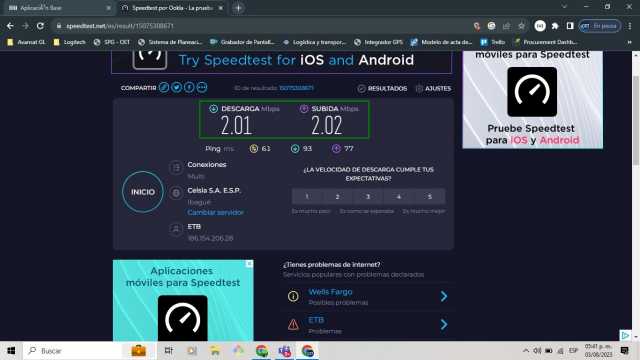 Aplicación Base
Speedtest por Ookla - La prueba
speedtest.net/es/result/15075308671
En pausa
Avansat GL
Logitech
SPG - OET
Sistema de Planeaci...
Grabador de Pantall...
Logística y transpor...
Integrador GPS
Modelo de acta de...
Trello
Procurement Dashb...
Try Speedtest for iOS and Android
móviles para Speedtest
Pruebe Speedtest
para iOS y Android
COMPARTIR
ID de resultado: 15075308671
RESULTADOS
AJUSTES
DESCARGA Mbps
SUBIDA Mbps
2.01
2.02
Ping ms
61
93
77
INICIO
Conexiones
Multi
Celsia S.A. E.S.P.
Ibagué
Cambiar servidor
ETB
186.154.206.28
¿LA VELOCIDAD DE DESCARGA CUMPLE TUS
EXPECTATIVAS?
1 2 3 4 5
Es mucho peor
Es como se esperaba
Es mucho mejor
Aplicaciones
móviles para Speedtest
¿Tienes problemas de internet?
Servicios populares con problemas declarados
Wells Fargo
Posibles problemas
ETB
Problemas
Buscar
ESP
05:41 p. m.
03/08/2023